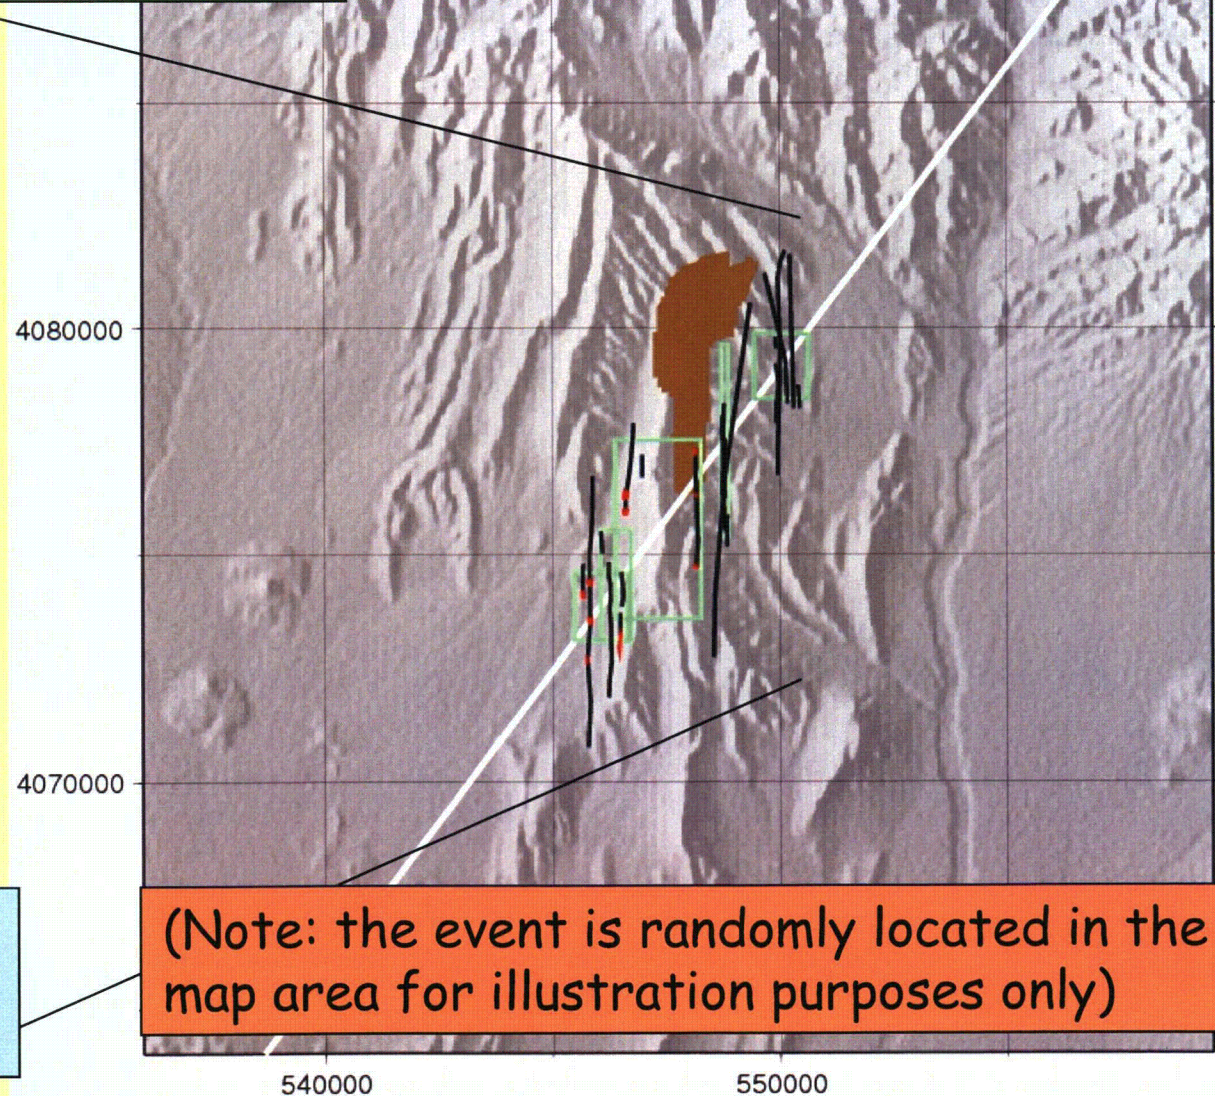 4080000
4070000
(Note: the event is randomly located in the
map area for illustration purposes only)
540000
550000